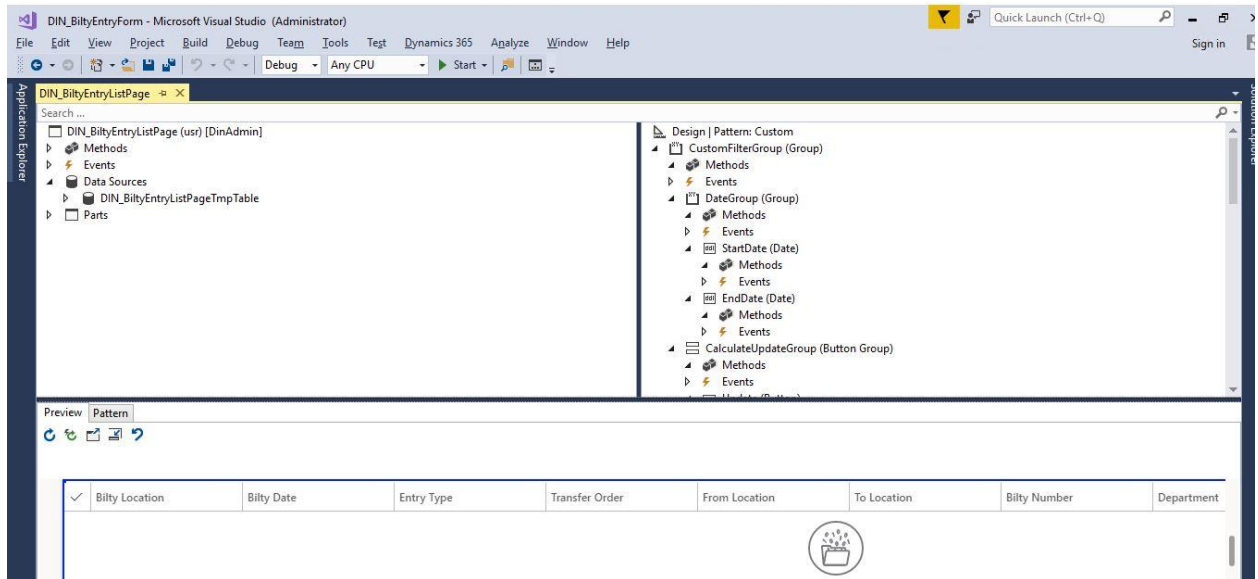 DIN_BiltyEntryForm - Microsoft Visual Studio (Administrator)
Quick Launch (Ctrl+Q)
File Edit View Project Build Debug Team Tools Test Dynamics 365 Analyze Window Help
Sign in
Debug Any CPU Start
Application Explorer
Solution Explorer
DIN_BiltyEntryListPage
Search ...
DIN_BiltyEntryListPage (usr) [DinAdmin]
Methods
Events
Data Sources
DIN_BiltyEntryListPageTmpTable
Parts
Design | Pattern: Custom
CustomFilterGroup (Group)
Methods
Events
DateGroup (Group)
Methods
Events
StartDate (Date)
Methods
Events
EndDate (Date)
Methods
Events
CalculateUpdateGroup (Button Group)
Methods
Events
Preview Pattern
Bilty Location Bilty Date Entry Type Transfer Order From Location To Location Bilty Number Department